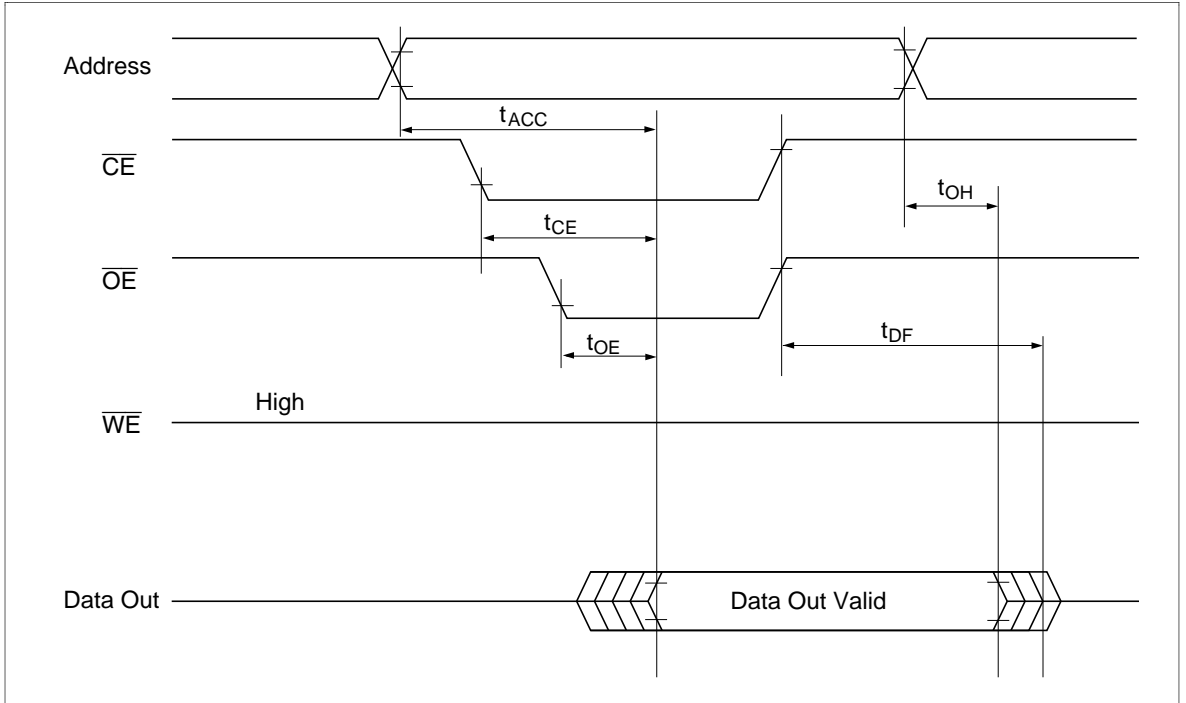 Address
tACC
CE
tOH
tCE
OE
tDF
tOE
High
WE
Data Out
Data Out Valid